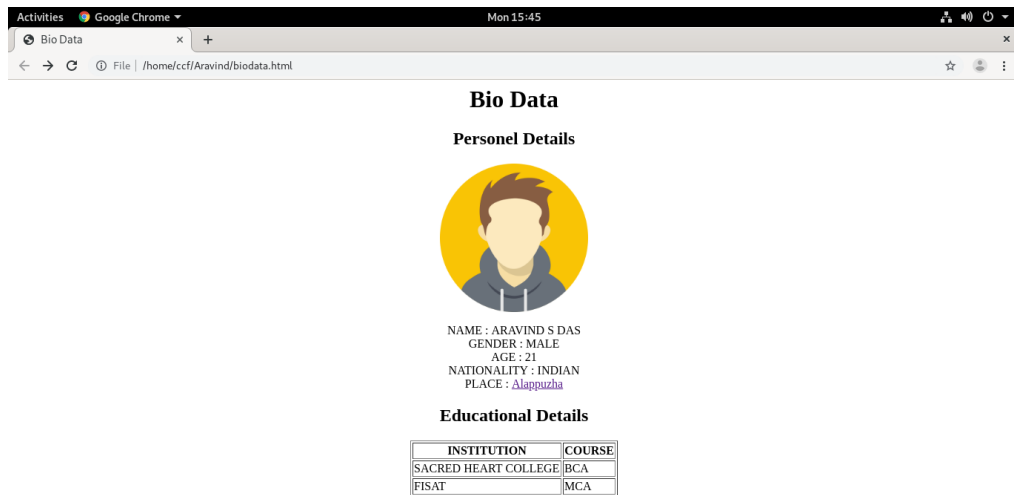 Activities Google Chrome Mon 15:45
Bio Data
File /home/ccf/Aravind/biodata.html
Bio Data
Personel Details
NAME : ARAVIND S DAS
GENDER : MALE
AGE : 21
NATIONALITY : INDIAN
PLACE : Alappuzha
Educational Details
INSTITUTION COURSE
SACRED HEART COLLEGE BCA
FISAT MCA